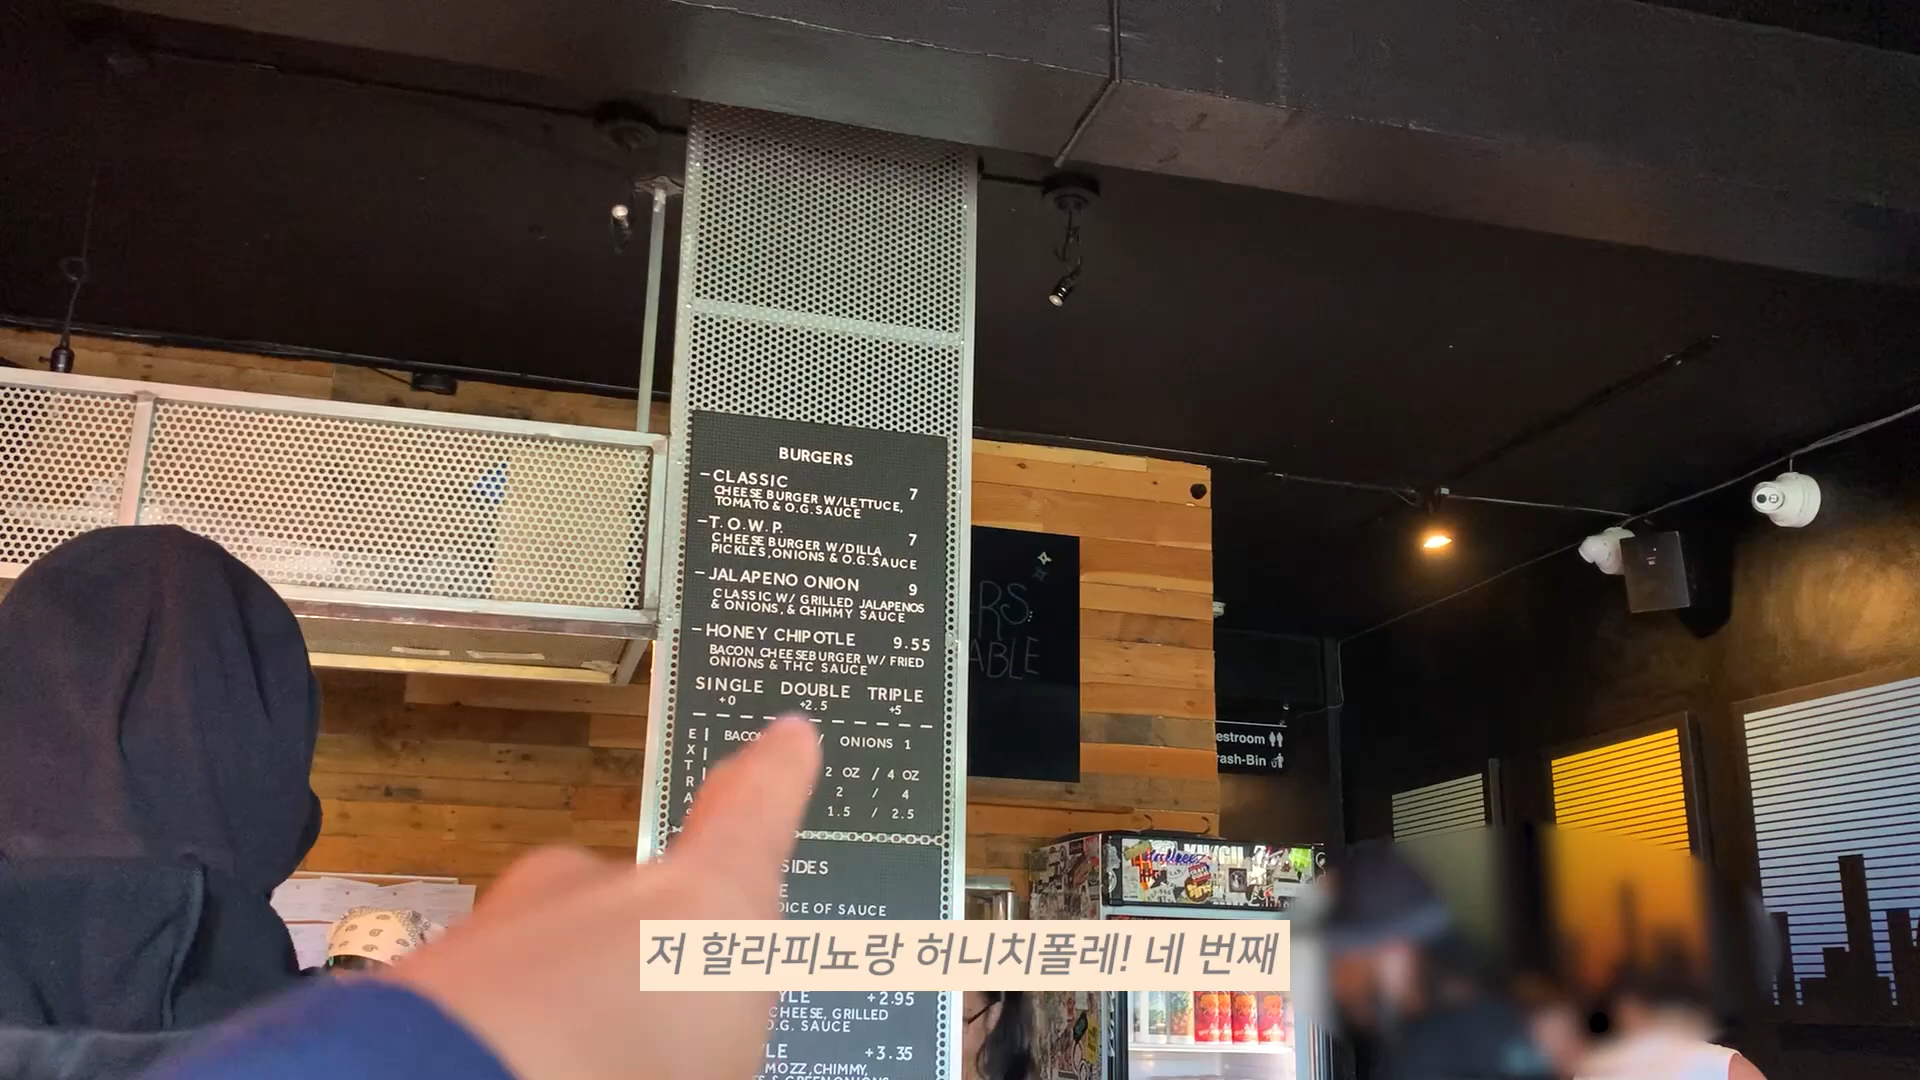 BURGERS
-CLASSIC 7
CHEESE BURGER W/LETTUCE,
TOMATO & O.G. SAUCE
-T.O.W.P. 7
CHEESE BURGER W/DILLA
PICKLES, ONIONS & O.G. SAUCE
-JALAPENO ONION 9
CLASSIC W/ GRILLED JALAPENOS
& ONIONS, & CHIMMY SAUCE
-HONEY CHIPOTLE 9.55
BACON CHEESEBURGER W/ FRIED
ONIONS & THC SAUCE
SINGLE DOUBLE TRIPLE
+0 +2.5 +5
ONIONS 1
2 OZ / 4 OZ
2 / 4
1.5 / 2.5
SIDES
OF SAUCE
+2.95
CHEESE, GRILLED
O.G. SAUCE
+3.35
MOZZ, CHIMMY,
& GREEN ONIONS
저 할라피뇨랑 허니치폴레! 네 번째